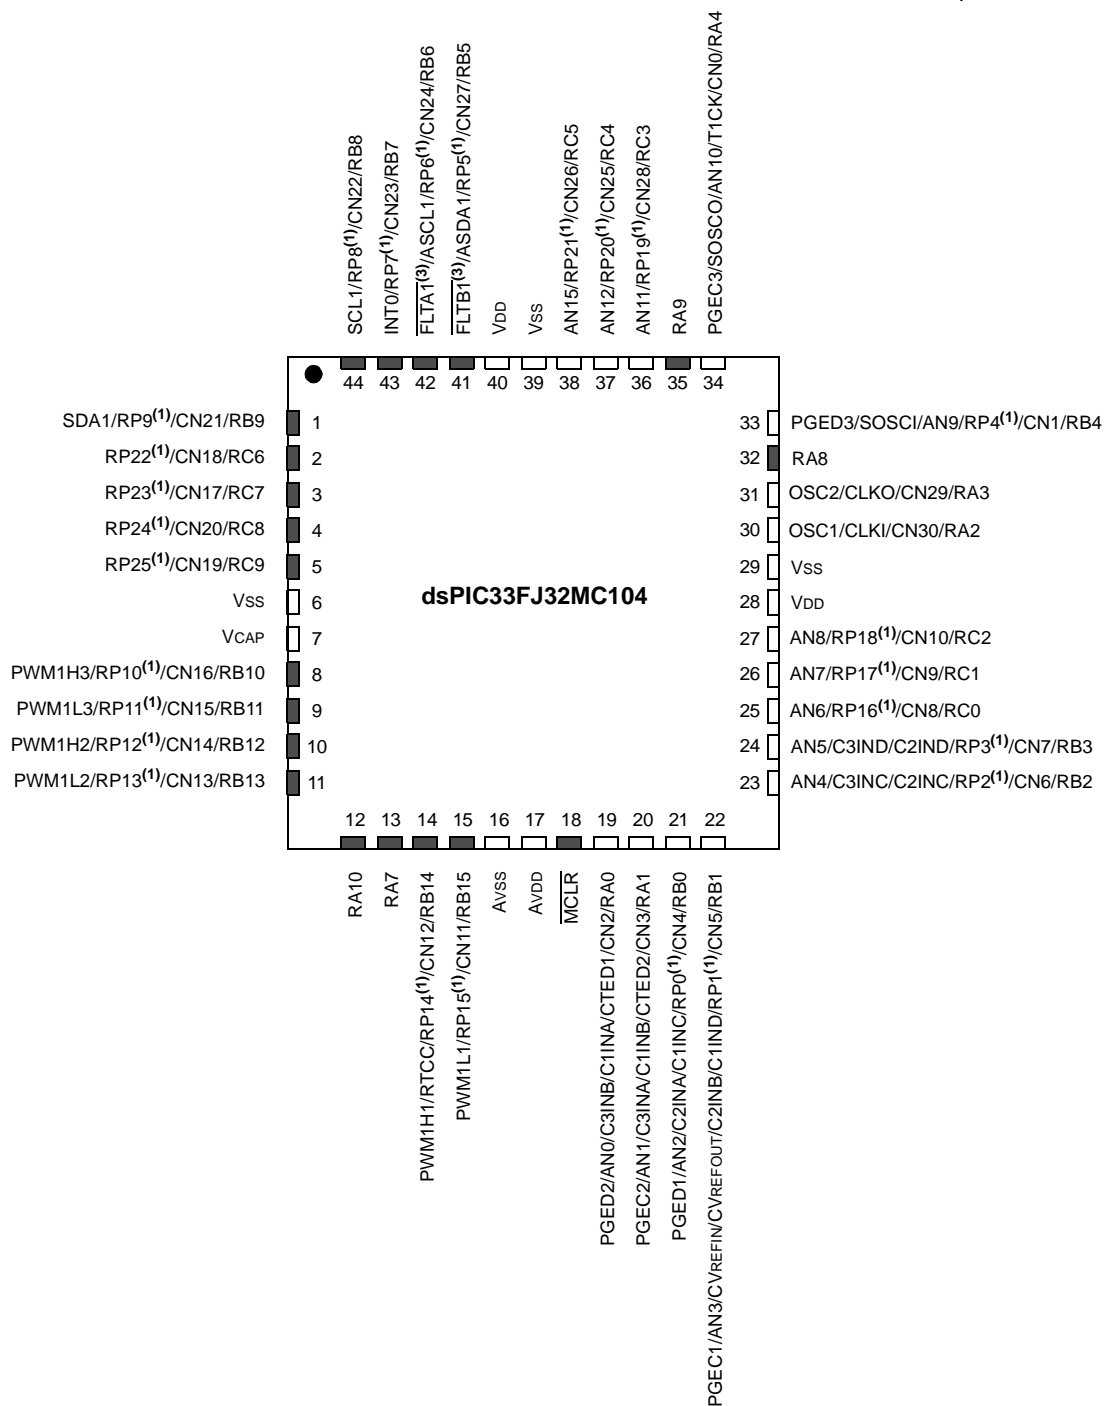 SCL1/RP8(1)/CN22/RB8
INT0/RP7(1)/CN23/RB7
FLTA1(3)/ASCL1/RP6(1)/CN24/RB6
FLTB1(3)/ASDA1/RP5(1)/CN27/RB5
VDD
VSS
AN15/RP21(1)/CN26/RC5
AN12/RP20(1)/CN25/RC4
AN11/RP19(1)/CN28/RC3
RA9
PGEC3/SOSCO/AN10/T1CK/CN0/RA4
44 43 42 41 40 39 38 37 36 35 34
SDA1/RP9(1)/CN21/RB9 1
RP22(1)/CN18/RC6 2
RP23(1)/CN17/RC7 3
RP24(1)/CN20/RC8 4
RP25(1)/CN19/RC9 5
VSS 6
VCAP 7
PWM1H3/RP10(1)/CN16/RB10 8
PWM1L3/RP11(1)/CN15/RB11 9
PWM1H2/RP12(1)/CN14/RB12 10
PWM1L2/RP13(1)/CN13/RB13 11
dsPIC33FJ32MC104
33 PGED3/SOSCI/AN9/RP4(1)/CN1/RB4
32 RA8
31 OSC2/CLKO/CN29/RA3
30 OSC1/CLKI/CN30/RA2
29 VSS
28 VDD
27 AN8/RP18(1)/CN10/RC2
26 AN7/RP17(1)/CN9/RC1
25 AN6/RP16(1)/CN8/RC0
24 AN5/C3IND/C2IND/RP3(1)/CN7/RB3
23 AN4/C3INC/C2INC/RP2(1)/CN6/RB2
12 13 14 15 16 17 18 19 20 21 22
RA10
RA7
PWM1H1/RTCC/RP14(1)/CN12/RB14
PWM1L1/RP15(1)/CN11/RB15
AVSS
AVDD
MCLR
PGED2/AN0/C3INB/C1INA/CTED1/CN2/RA0
PGEC2/AN1/C3INA/C1INB/CTED2/CN3/RA1
PGED1/AN2/C2INA/C1INC/RP0(1)/CN4/RB0
PGEC1/AN3/CVREFIN/CVREFOUT/C2INB/C1IND/RP1(1)/CN5/RB1